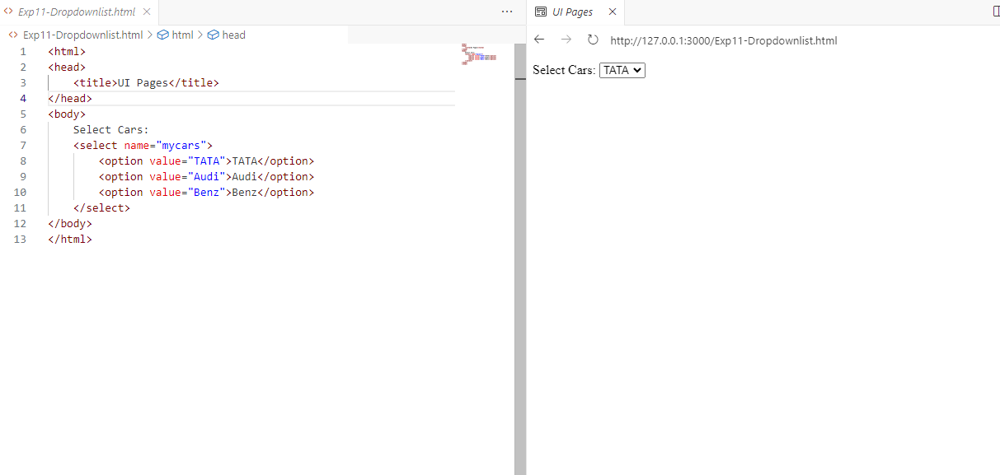 Exp11-Dropdownlist.html
Exp11-Dropdownlist.html > html > head
1 <html>
2 <head>
3 <title>UI Pages</title>
4 </head>
5 <body>
6 Select Cars:
7 <select name="mycars">
8 <option value="TATA">TATA</option>
9 <option value="Audi">Audi</option>
10 <option value="Benz">Benz</option>
11 </select>
12 </body>
13 </html>
UI Pages
http://127.0.0.1:3000/Exp11-Dropdownlist.html
Select Cars: TATA